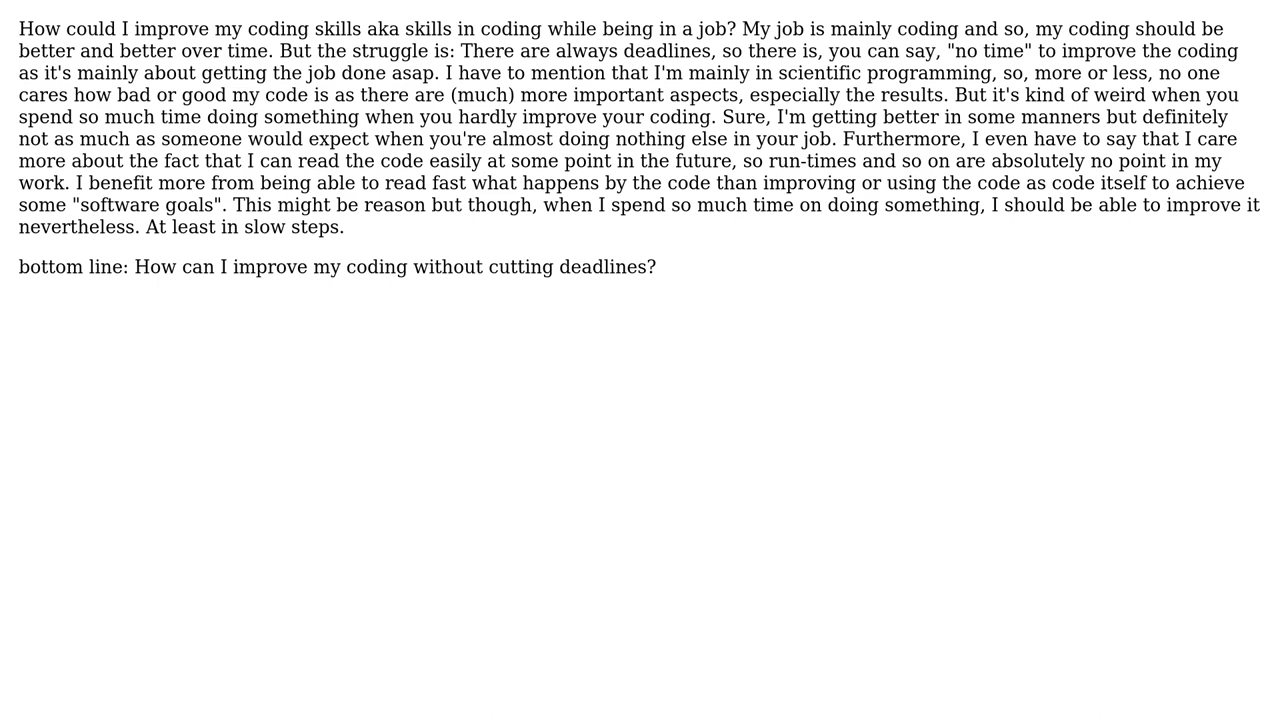 How could I improve my coding skills aka skills in coding while being in a job? My job is mainly coding and so, my coding should be
better and better over time. But the struggle is: There are always deadlines, so there is, you can say, "no time" to improve the coding
as it's mainly about getting the job done asap. I have to mention that I'm mainly in scientific programming, so, more or less, no one
cares how bad or good my code is as there are (much) more important aspects, especially the results. But it's kind of weird when you
spend so much time doing something when you hardly improve your coding. Sure, I'm getting better in some manners but definitely
not as much as someone would expect when you're almost doing nothing else in your job. Furthermore, I even have to say that I care
more about the fact that I can read the code easily at some point in the future, so run-times and so on are absolutely no point in my
work. I benefit more from being able to read fast what happens by the code than improving or using the code as code itself to achieve
some "software goals". This might be reason but though, when I spend so much time on doing something, I should be able to improve it
nevertheless. At least in slow steps.
bottom line: How can I improve my coding without cutting deadlines?